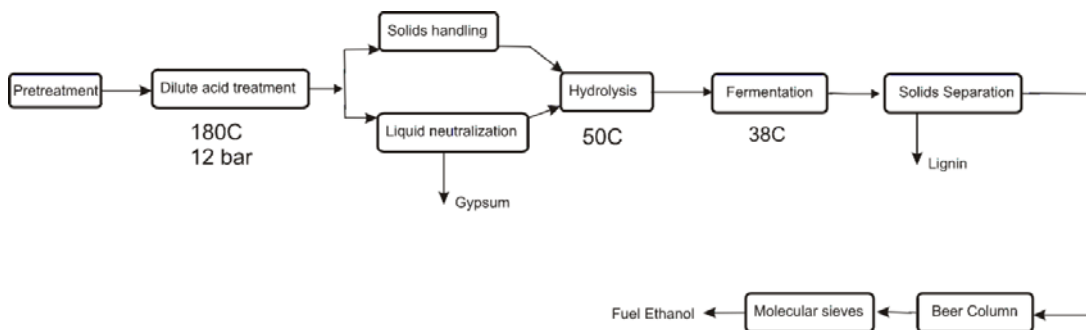 Pretreatment
Dilute acid treatment
180C
12 bar
Solids handling
Liquid neutralization
Gypsum
Hydrolysis
50C
Fermentation
38C
Solids Separation
Lignin
Beer Column
Molecular sieves
Fuel Ethanol